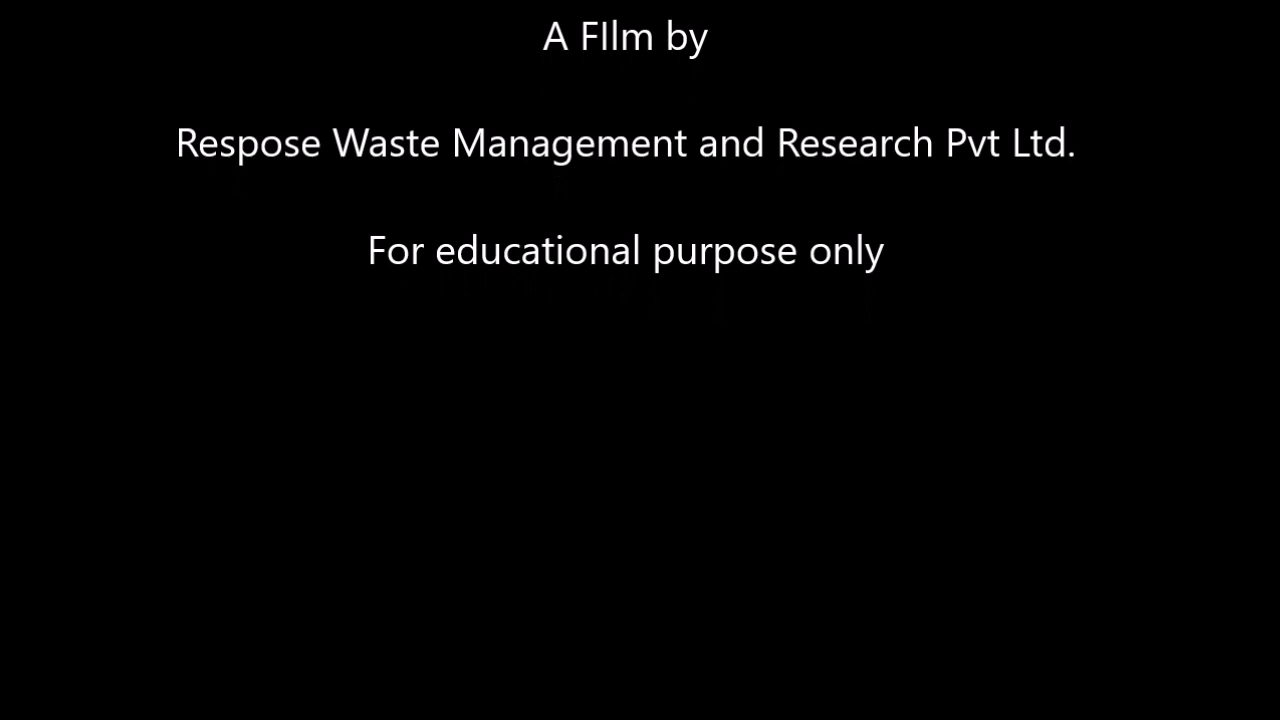 A FIlm by
Respose Waste Management and Research Pvt Ltd.
For educational purpose only